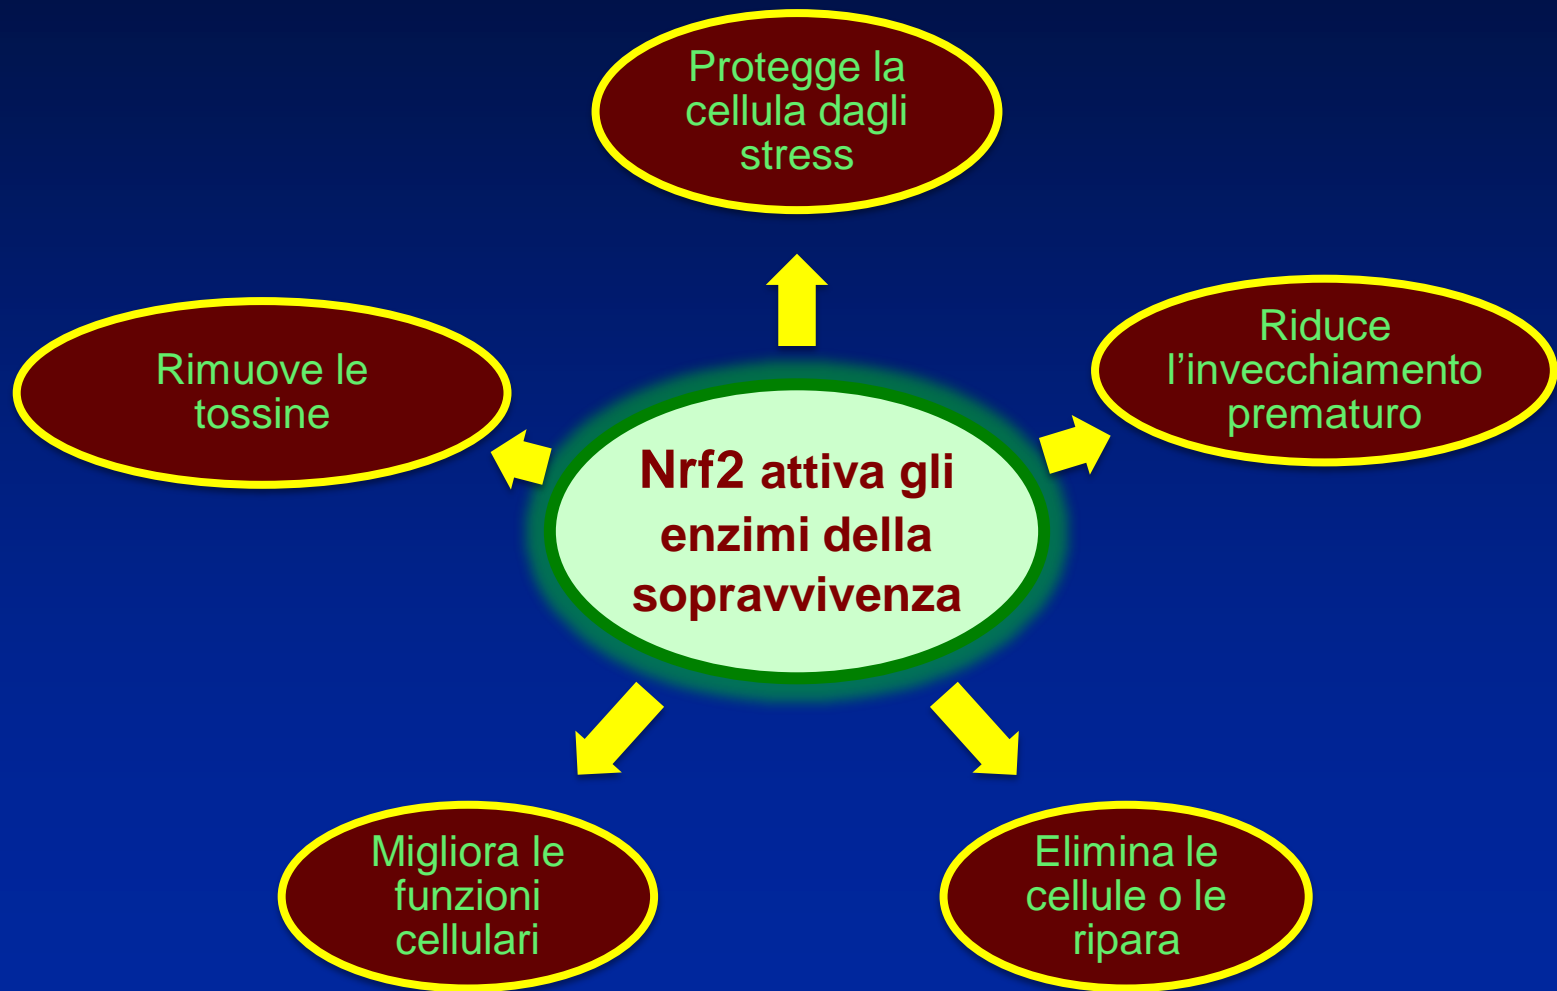 Protegge la
cellula dagli
stress
Rimuove le
tossine
Riduce
l’invecchiamento
prematuro
Nrf2 attiva gli
enzimi della
sopravvivenza
Migliora le
funzioni
cellulari
Elimina le
cellule o le
ripara